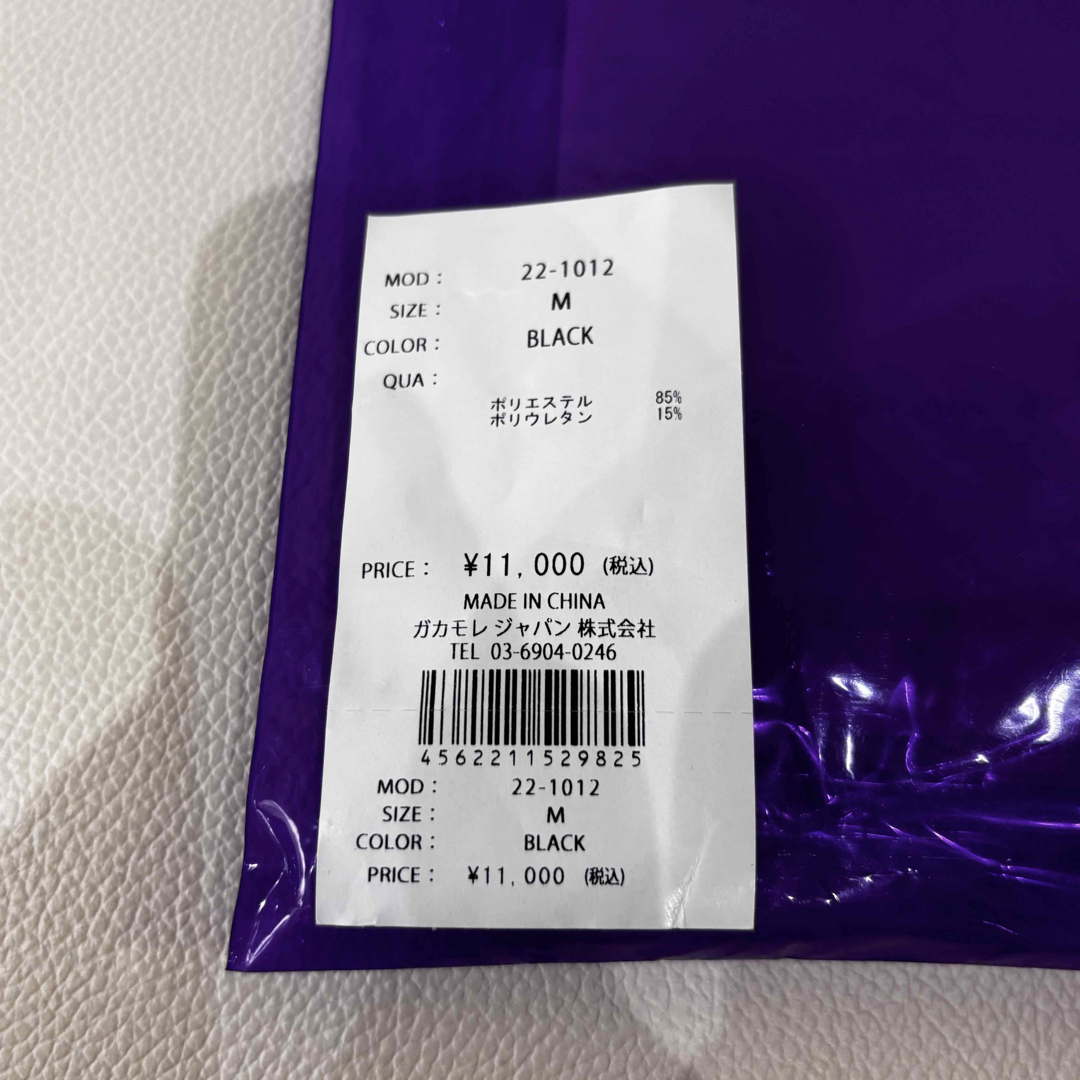 MOD： 22-1012
SIZE： M
COLOR： BLACK
QUA：
ポリエステル 85%
ポリウレタン 15%
PRICE： ¥11,000 (税込)
MADE IN CHINA
ガカモレ ジャパン 株式会社
TEL 03-6904-0246
4562211529825
MOD： 22-1012
SIZE： M
COLOR： BLACK
PRICE： ¥11,000 (税込)